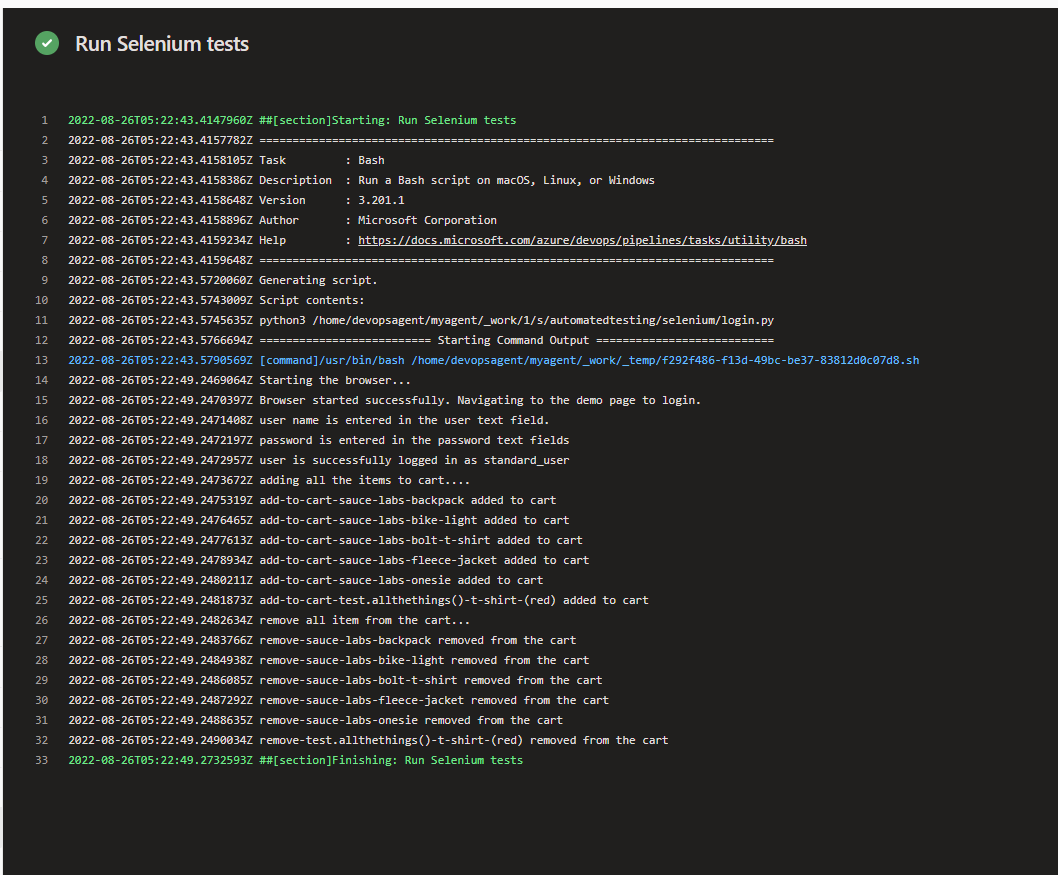 Run Selenium tests
1 2022-08-26T05:22:43.4147960Z ##[section]Starting: Run Selenium tests
2 2022-08-26T05:22:43.4157782Z ==============================================================================
3 2022-08-26T05:22:43.4158105Z Task         : Bash
4 2022-08-26T05:22:43.4158386Z Description  : Run a Bash script on macOS, Linux, or Windows
5 2022-08-26T05:22:43.4158648Z Version      : 3.201.1
6 2022-08-26T05:22:43.4158896Z Author       : Microsoft Corporation
7 2022-08-26T05:22:43.4159234Z Help         : https://docs.microsoft.com/azure/devops/pipelines/tasks/utility/bash
8 2022-08-26T05:22:43.4159648Z ==============================================================================
9 2022-08-26T05:22:43.5720060Z Generating script.
10 2022-08-26T05:22:43.5743009Z Script contents:
11 2022-08-26T05:22:43.5745635Z python3 /home/devopsagent/myagent/_work/1/s/automatedtesting/selenium/login.py
12 2022-08-26T05:22:43.5766694Z ========================== Starting Command Output ===========================
13 2022-08-26T05:22:43.5790569Z [command]/usr/bin/bash /home/devopsagent/myagent/_work/_temp/f292f486-f13d-49bc-be37-83812d0c07d8.sh
14 2022-08-26T05:22:49.2469064Z Starting the browser...
15 2022-08-26T05:22:49.2470397Z Browser started successfully. Navigating to the demo page to login.
16 2022-08-26T05:22:49.2471408Z user name is entered in the user text field.
17 2022-08-26T05:22:49.2472197Z password is entered in the password text fields
18 2022-08-26T05:22:49.2472957Z user is successfully logged in as standard_user
19 2022-08-26T05:22:49.2473672Z adding all the items to cart....
20 2022-08-26T05:22:49.2475319Z add-to-cart-sauce-labs-backpack added to cart
21 2022-08-26T05:22:49.2476465Z add-to-cart-sauce-labs-bike-light added to cart
22 2022-08-26T05:22:49.2477613Z add-to-cart-sauce-labs-bolt-t-shirt added to cart
23 2022-08-26T05:22:49.2478934Z add-to-cart-sauce-labs-fleece-jacket added to cart
24 2022-08-26T05:22:49.2480211Z add-to-cart-sauce-labs-onesie added to cart
25 2022-08-26T05:22:49.2481873Z add-to-cart-test.allthethings()-t-shirt-(red) added to cart
26 2022-08-26T05:22:49.2482634Z remove all item from the cart...
27 2022-08-26T05:22:49.2483766Z remove-sauce-labs-backpack removed from the cart
28 2022-08-26T05:22:49.2484938Z remove-sauce-labs-bike-light removed from the cart
29 2022-08-26T05:22:49.2486085Z remove-sauce-labs-bolt-t-shirt removed from the cart
30 2022-08-26T05:22:49.2487292Z remove-sauce-labs-fleece-jacket removed from the cart
31 2022-08-26T05:22:49.2488635Z remove-sauce-labs-onesie removed from the cart
32 2022-08-26T05:22:49.2490034Z remove-test.allthethings()-t-shirt-(red) removed from the cart
33 2022-08-26T05:22:49.2732593Z ##[section]Finishing: Run Selenium tests